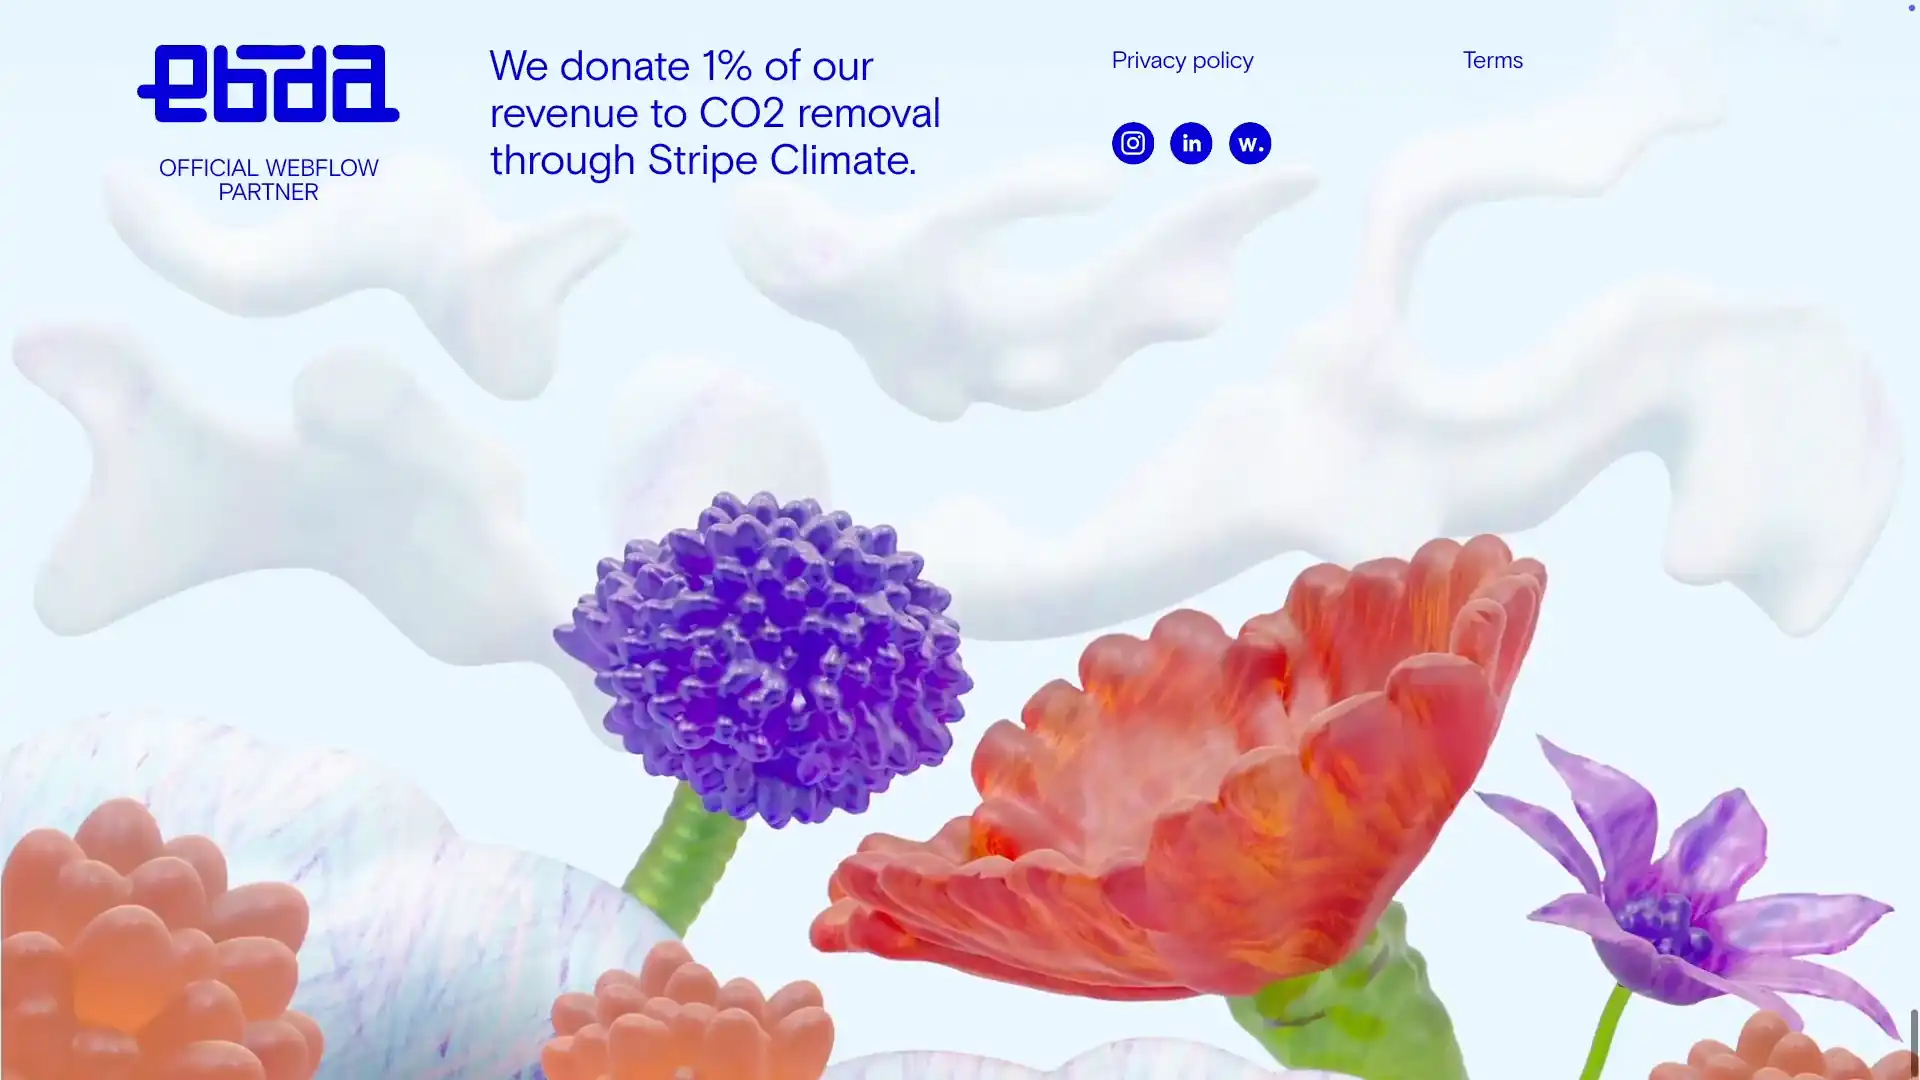 ebda
OFFICIAL WEBFLOW
PARTNER
We donate 1% of our
revenue to CO2 removal
through Stripe Climate.
Privacy policy
Terms
in
w.